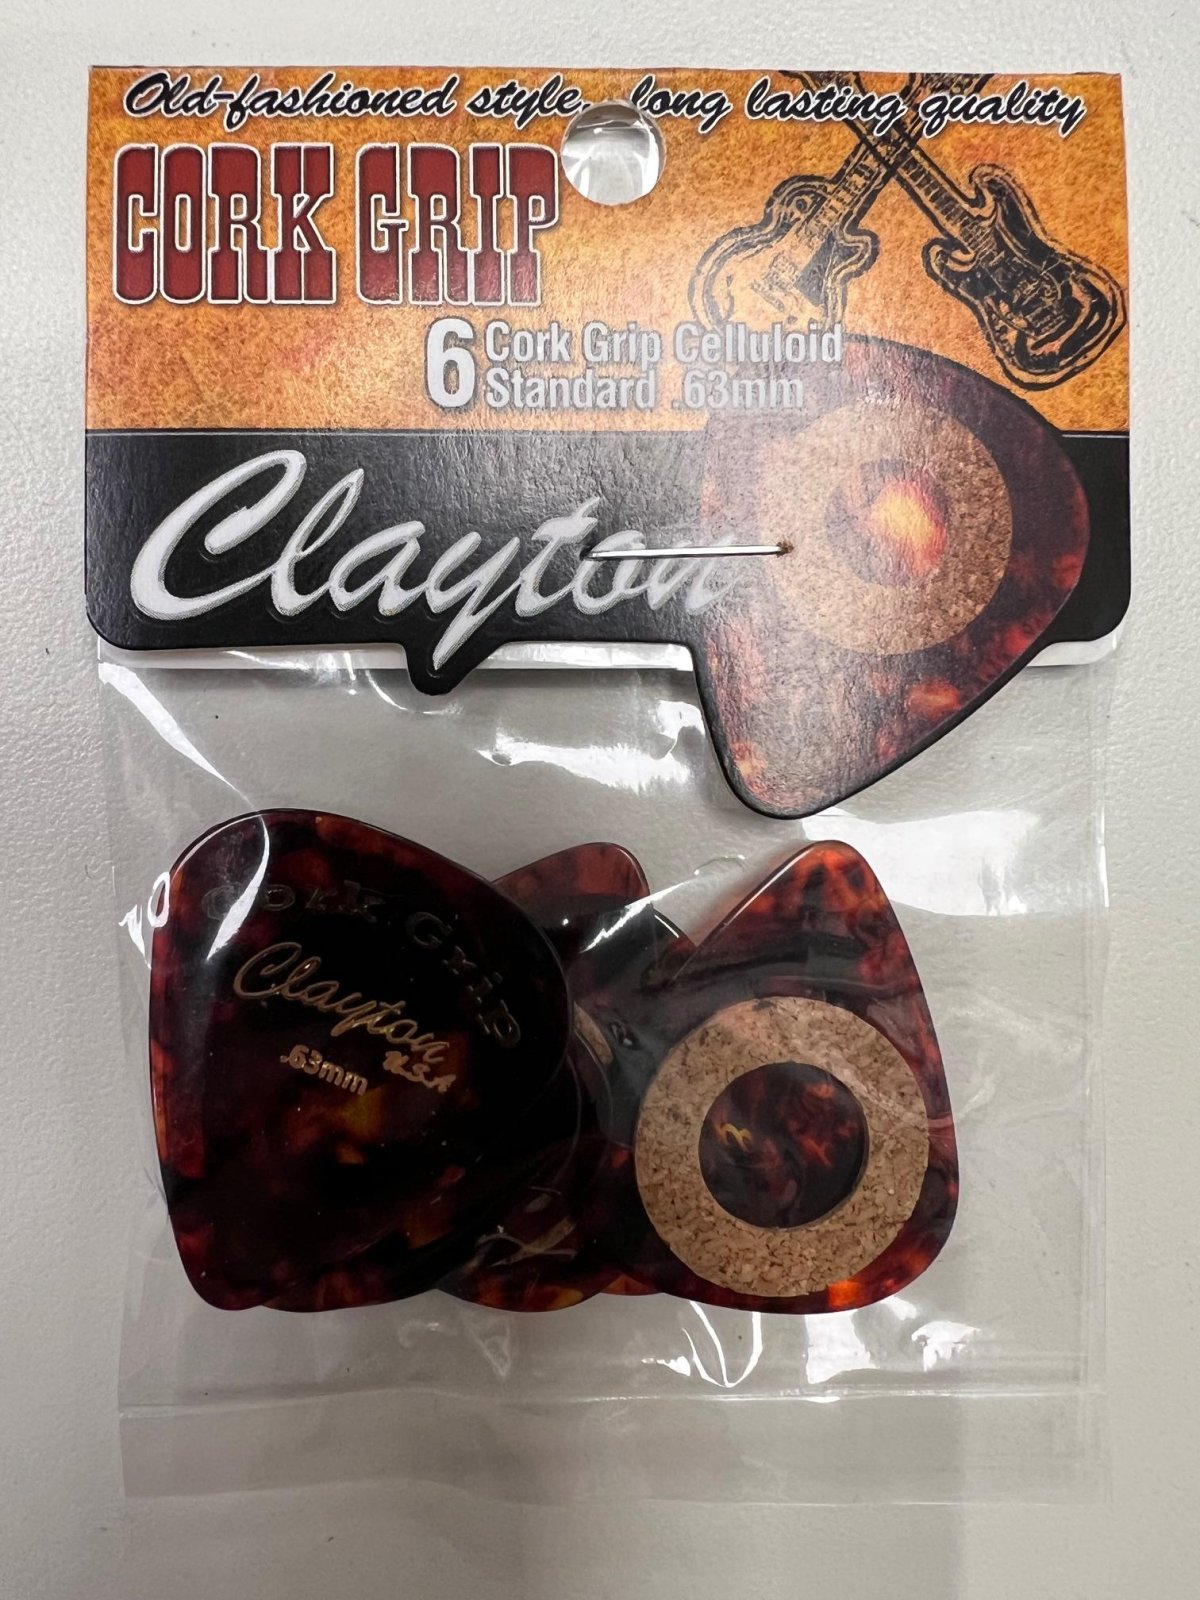 Old-fashioned style, long lasting quality
CORK GRIP
6 Cork Grip Celluloid
Standard .63mm
Clayton
Cork Grip
Clayton
U.S.A
.63mm